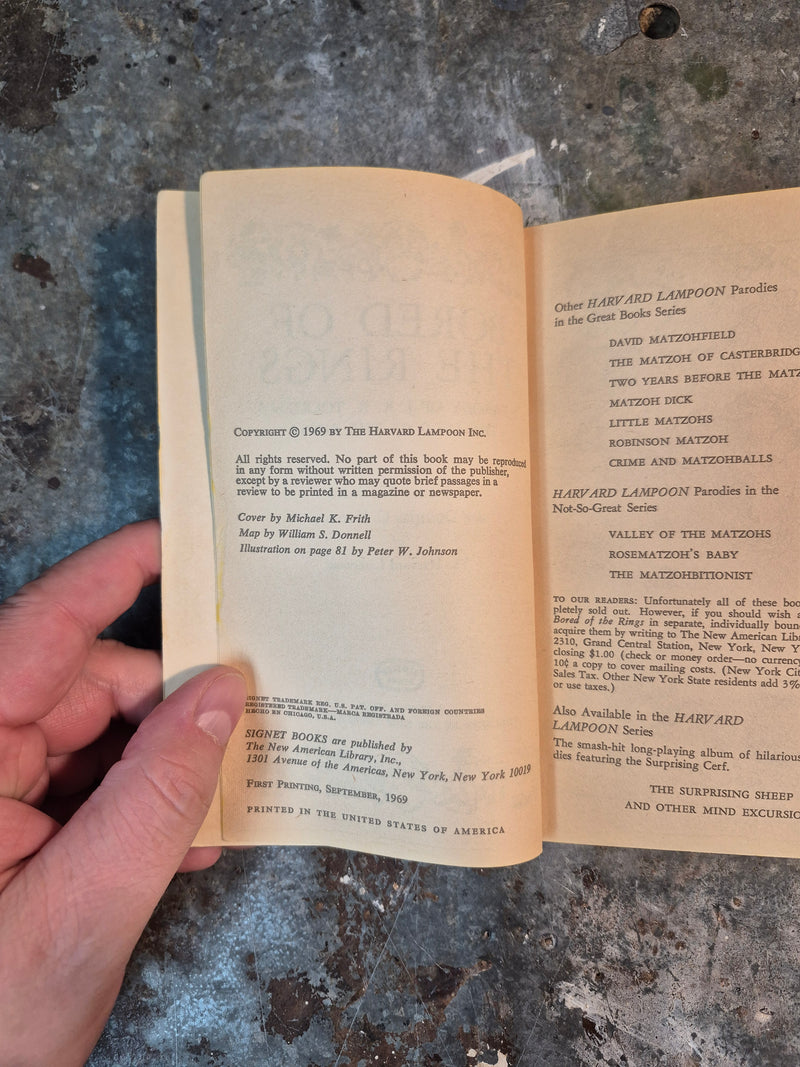 COPYRIGHT © 1969 BY THE HARVARD LAMPOON INC.
All rights reserved. No part of this book may be reproduced
in any form without written permission of the publisher,
except by a reviewer who may quote brief passages in a
review to be printed in a magazine or newspaper.
Cover by Michael K. Frith
Map by William S. Donnell
Illustration on page 81 by Peter W. Johnson
SIGNET TRADEMARK REG. U.S. PAT. OFF. AND FOREIGN COUNTRIES
REGISTERED TRADEMARK—MARCA REGISTRADA
HECHO EN CHICAGO, U.S.A.
SIGNET BOOKS are published by
The New American Library, Inc.,
1301 Avenue of the Americas, New York, New York 10019
FIRST PRINTING, SEPTEMBER, 1969
PRINTED IN THE UNITED STATES OF AMERICA
Other HARVARD LAMPOON Parodies
in the Great Books Series
DAVID MATZOHFIELD
THE MATZOH OF CASTERBRIDG
TWO YEARS BEFORE THE MATZ
MATZOH DICK
LITTLE MATZOHS
ROBINSON MATZOH
CRIME AND MATZOHBALLS
HARVARD LAMPOON Parodies in the
Not-So-Great Series
VALLEY OF THE MATZOHS
ROSEMATZOH'S BABY
THE MATZOHBITIONIST
TO OUR READERS: Unfortunately all of these boo
pletely sold out. However, if you should wish a
Bored of the Rings in separate, individually boun
acquire them by writing to The New American Libr
2310, Grand Central Station, New York, New Y
closing $1.00 (check or money order—no currency
10¢ a copy to cover mailing costs. (New York Cit
Sales Tax. Other New York State residents add 3%
or use taxes.)
Also Available in the HARVARD
LAMPOON Series
The smash-hit long-playing album of hilarious
dies featuring the Surprising Cerf.
THE SURPRISING SHEEP
AND OTHER MIND EXCURSIO